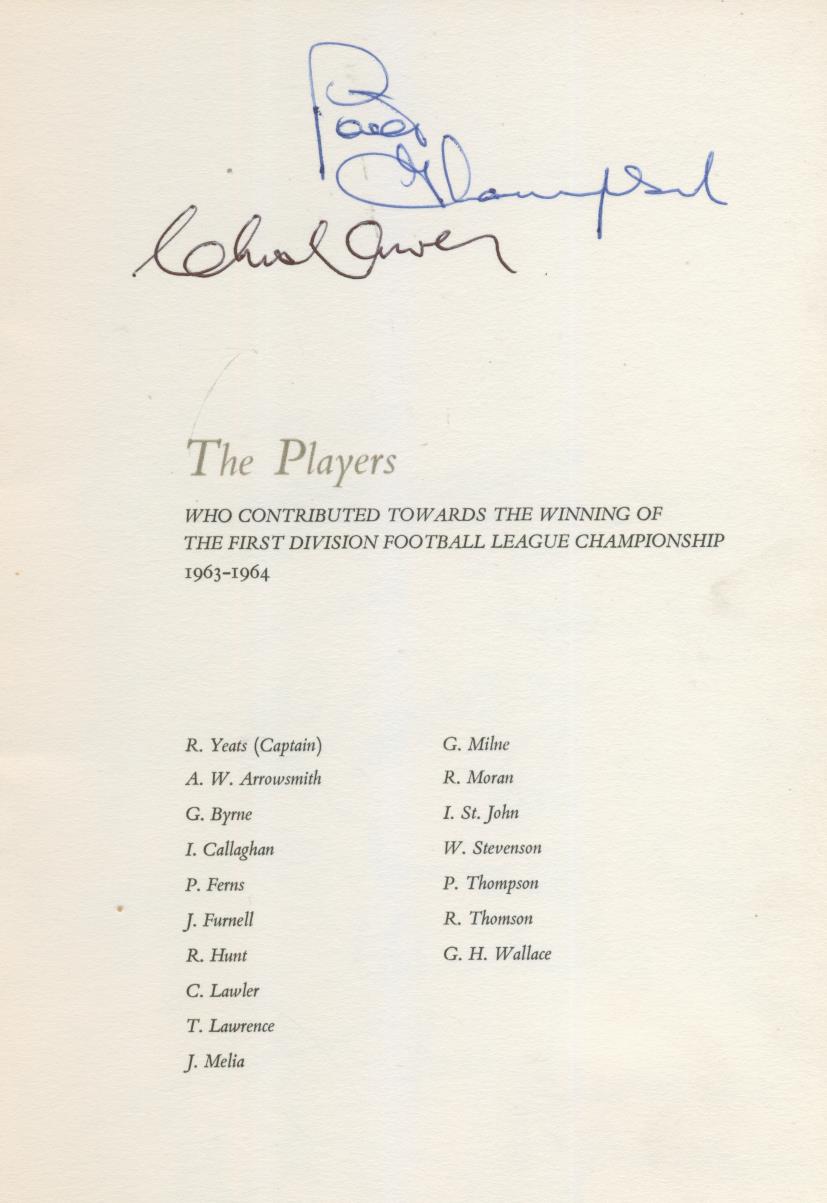 The Players
WHO CONTRIBUTED TOWARDS THE WINNING OF
THE FIRST DIVISION FOOTBALL LEAGUE CHAMPIONSHIP
1963–1964
R. Yeats (Captain)
A. W. Arrowsmith
G. Byrne
I. Callaghan
P. Ferns
J. Furnell
R. Hunt
C. Lawler
T. Lawrence
J. Melia
G. Milne
R. Moran
I. St. John
W. Stevenson
P. Thompson
R. Thomson
G. H. Wallace